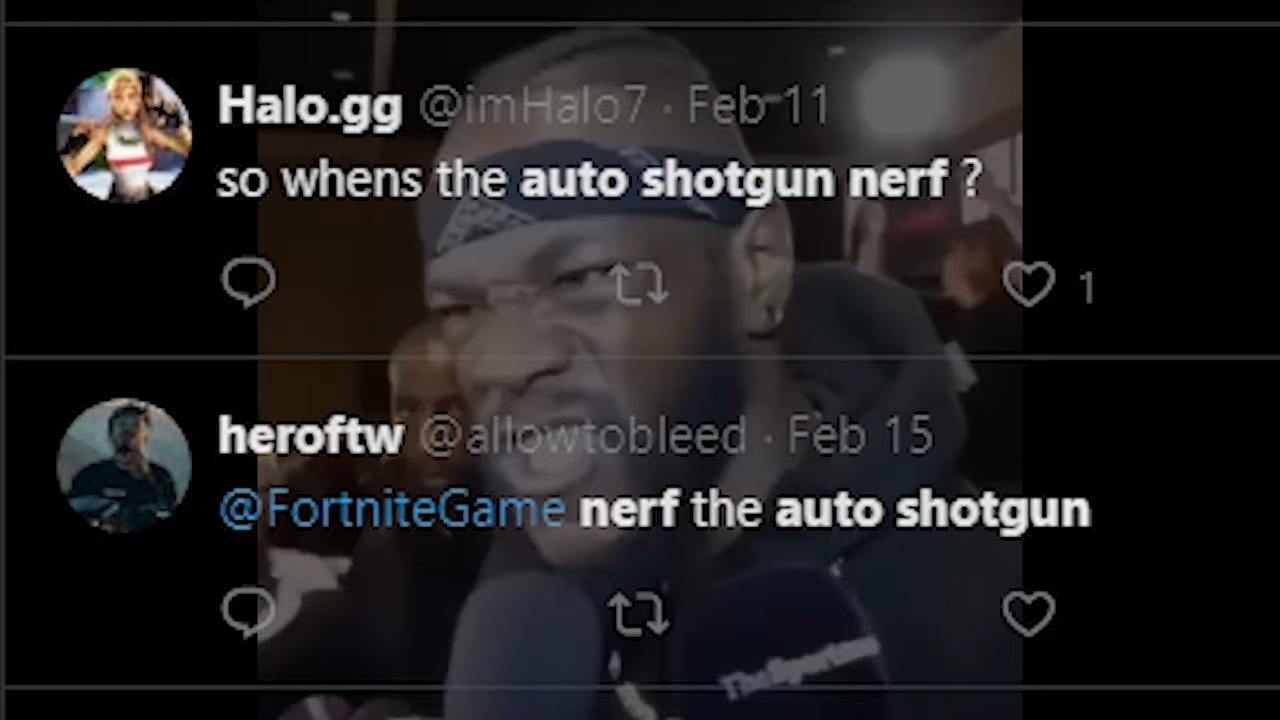 Halo.gg @imHalo7 · Feb 11
so whens the auto shotgun nerf ?
1
heroftw @allowtobleed · Feb 15
@FortniteGame nerf the auto shotgun